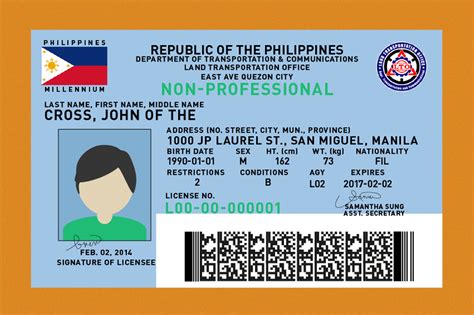 PHILIPPINES
MILLENNIUM
REPUBLIC OF THE PHILIPPINES
DEPARTMENT OF TRANSPORTATION & COMMUNICATIONS
LAND TRANSPORTATION OFFICE
EAST AVE QUEZON CITY
NON-PROFESSIONAL
LTO
LAST NAME, FIRST NAME, MIDDLE NAME
CROSS, JOHN OF THE
ADDRESS (NO. STREET, CITY, MUN., PROVINCE)
1000 JP LAUREL ST., SAN MIGUEL, MANILA
BIRTH DATE SEX HT. (cm) WT. (kg) NATIONALITY
1990-01-01 M 162 73 FIL
RESTRICTIONS CONDITIONS AGENCY EXPIRY
2 B L02 2017-02-02
LICENSE NO.
L00-00-000001
SAMANTHA SUNG
ASST. SECRETARY
FEB. 02, 2014
SIGNATURE OF LICENSEE